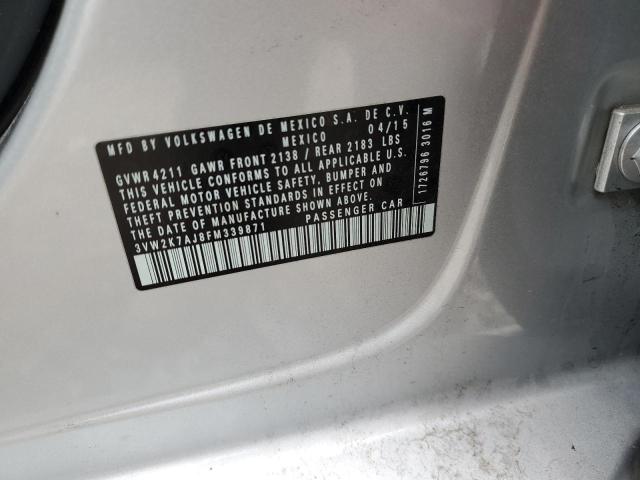 MFD BY VOLKSWAGEN DE MEXICO S.A. DE C.V.
MEXICO 04/15
GVWR 4211 GAWR FRONT 2138 / REAR 2183 LBS
THIS VEHICLE CONFORMS TO ALL APPLICABLE U.S.
FEDERAL MOTOR VEHICLE SAFETY, BUMPER AND
THEFT PREVENTION STANDARDS IN EFFECT ON
THE DATE OF MANUFACTURE SHOWN ABOVE.
3VW2K7AJ8FM339871 PASSENGER CAR
1726796 3016 M